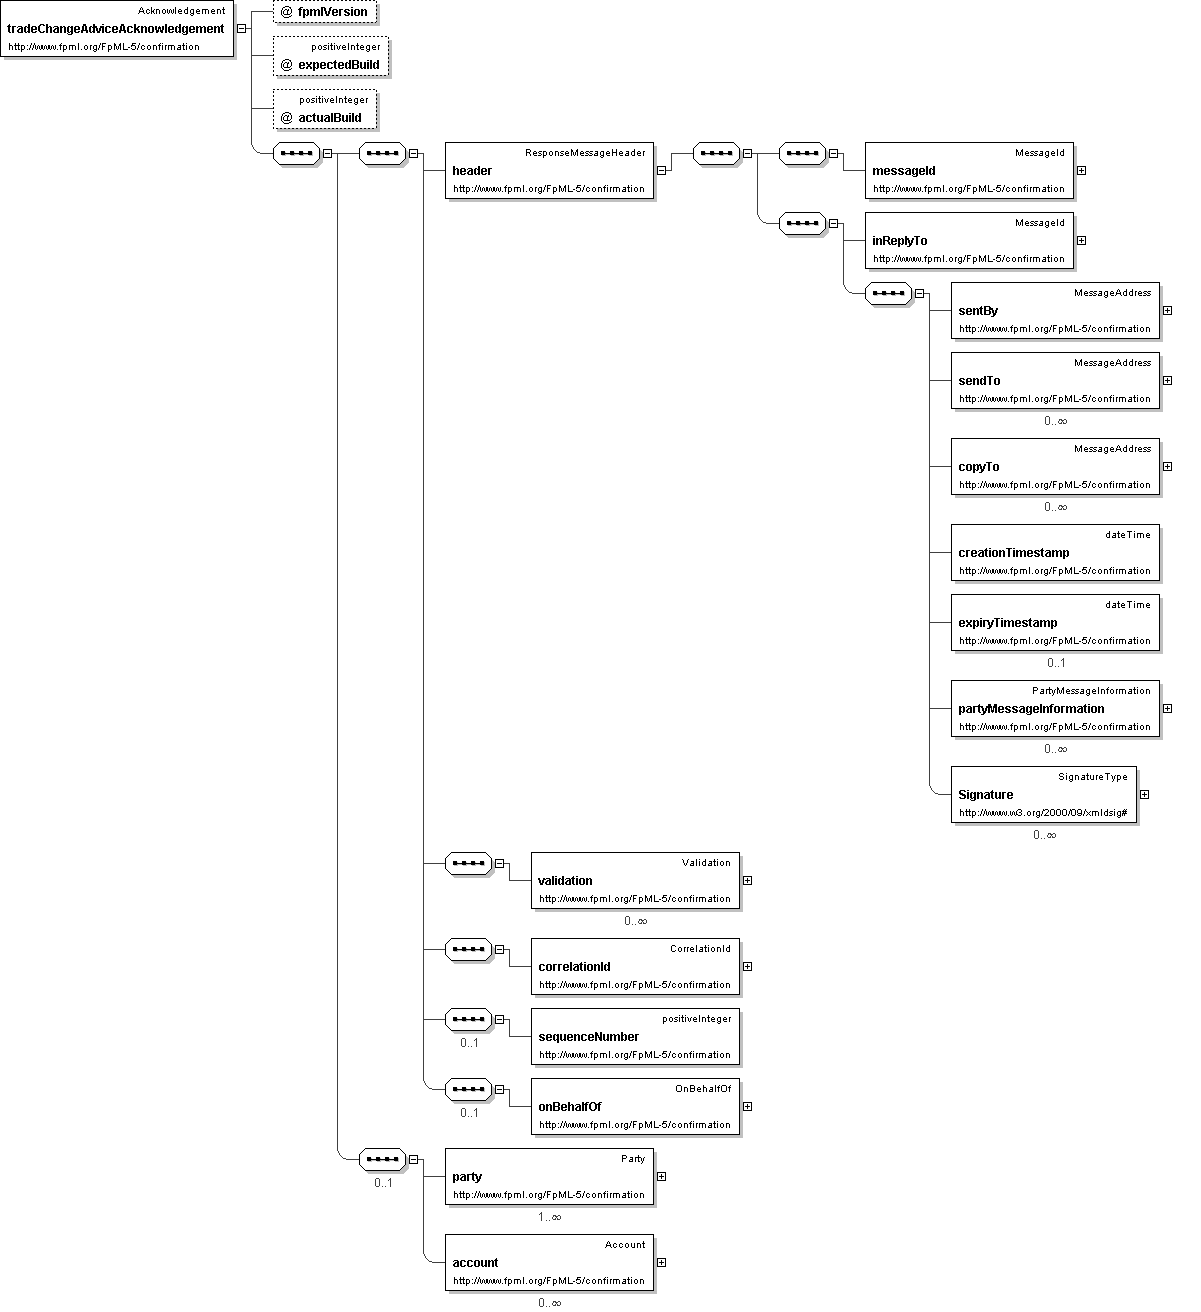 Acknowledgement
tradeChangeAdviceAcknowledgement
http://www.fpml.org/FpML-5/confirmation
@ fpmlVersion
positiveInteger
@ expectedBuild
positiveInteger
@ actualBuild
ResponseMessageHeader
header
http://www.fpml.org/FpML-5/confirmation
MessageId
messageId
http://www.fpml.org/FpML-5/confirmation
MessageId
inReplyTo
http://www.fpml.org/FpML-5/confirmation
MessageAddress
sentBy
http://www.fpml.org/FpML-5/confirmation
MessageAddress
sendTo
http://www.fpml.org/FpML-5/confirmation
0..∞
MessageAddress
copyTo
http://www.fpml.org/FpML-5/confirmation
0..∞
dateTime
creationTimestamp
http://www.fpml.org/FpML-5/confirmation
dateTime
expiryTimestamp
http://www.fpml.org/FpML-5/confirmation
0..1
PartyMessageInformation
partyMessageInformation
http://www.fpml.org/FpML-5/confirmation
0..∞
SignatureType
Signature
http://www.w3.org/2000/09/xmldsig#
0..∞
Validation
validation
http://www.fpml.org/FpML-5/confirmation
0..∞
CorrelationId
correlationId
http://www.fpml.org/FpML-5/confirmation
positiveInteger
sequenceNumber
http://www.fpml.org/FpML-5/confirmation
0..1
OnBehalfOf
onBehalfOf
http://www.fpml.org/FpML-5/confirmation
0..1
Party
party
http://www.fpml.org/FpML-5/confirmation
0..1
1..∞
Account
account
http://www.fpml.org/FpML-5/confirmation
0..∞